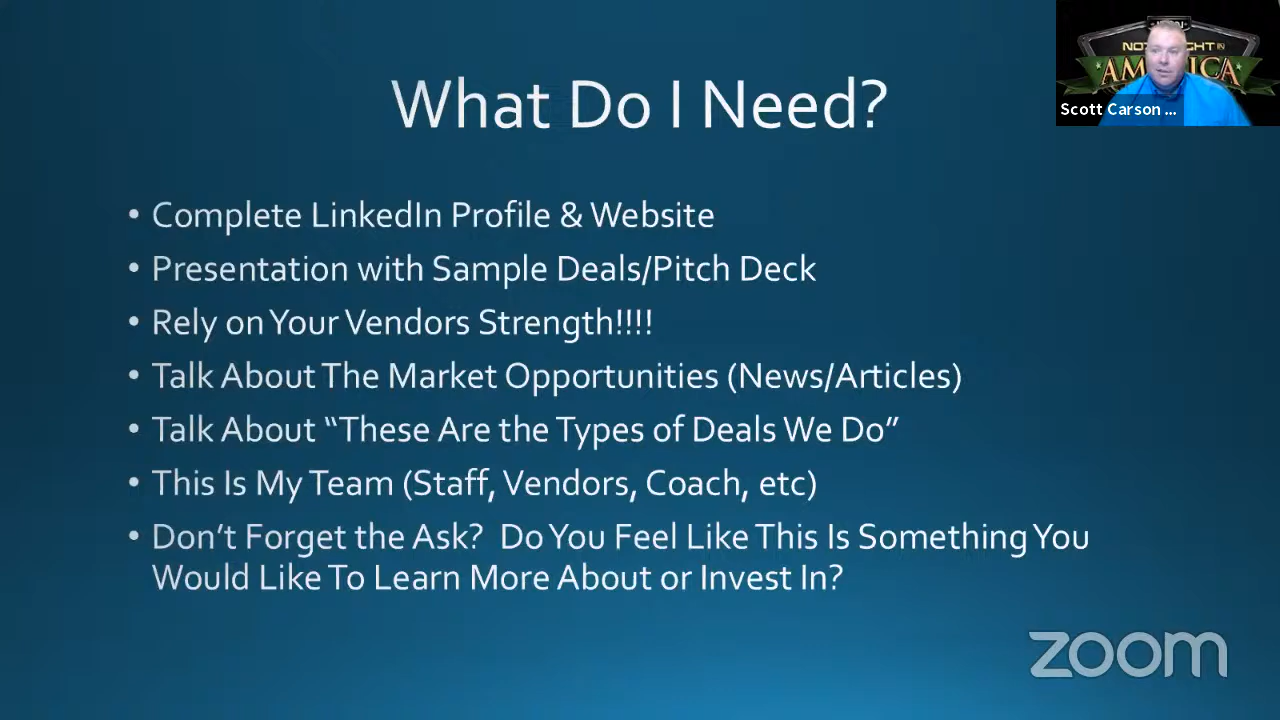 What Do I Need?
• Complete LinkedIn Profile & Website
• Presentation with Sample Deals/Pitch Deck
• Rely on Your Vendors Strength!!!!
• Talk About The Market Opportunities (News/Articles)
• Talk About “These Are the Types of Deals We Do”
• This Is My Team (Staff, Vendors, Coach, etc)
• Don’t Forget the Ask?  Do You Feel Like This Is Something You
Would Like To Learn More About or Invest In?
Scott Carson ...
zoom